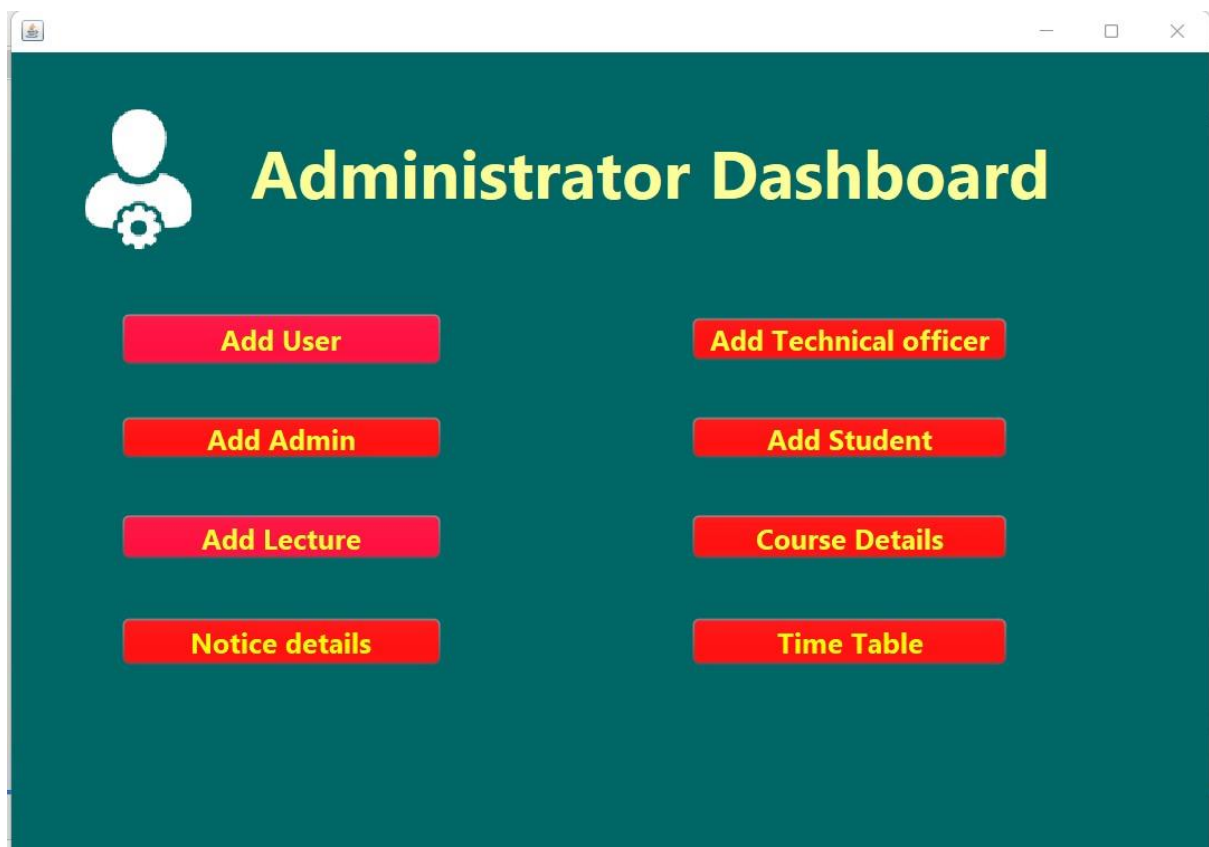 Administrator Dashboard
Add User
Add Technical officer
Add Admin
Add Student
Add Lecture
Course Details
Notice details
Time Table